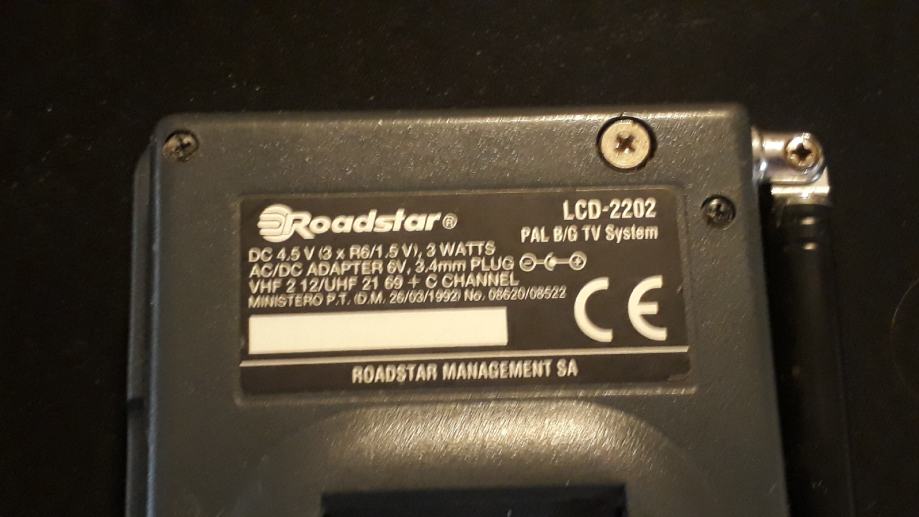 Roadstar®
LCD-2202
PAL B/G TV System
DC 4.5 V (3 x R6/1.5 V), 3 WATTS
AC/DC ADAPTER 6V, 3.4mm PLUG
VHF 2 12/UHF 21 69 + C CHANNEL
MINISTERO P.T. (D.M. 26/03/1992) No. 08620/08522
CE
ROADSTAR MANAGEMENT SA